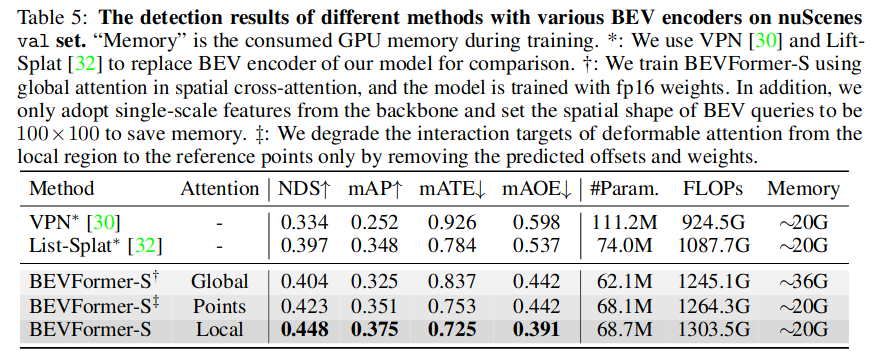 Table 5: The detection results of different methods with various BEV encoders on nuScenes
val set. “Memory” is the consumed GPU memory during training. *: We use VPN [30] and Lift-
Splat [32] to replace BEV encoder of our model for comparison. †: We train BEVFormer-S using
global attention in spatial cross-attention, and the model is trained with fp16 weights. In addition, we
only adopt single-scale features from the backbone and set the spatial shape of BEV queries to be
100×100 to save memory. ‡: We degrade the interaction targets of deformable attention from the
local region to the reference points only by removing the predicted offsets and weights.
Method Attention NDS↑ mAP↑ mATE↓ mAOE↓ #Param. FLOPs Memory
VPN* [30] - 0.334 0.252 0.926 0.598 111.2M 924.5G ~20G
List-Splat* [32] - 0.397 0.348 0.784 0.537 74.0M 1087.7G ~20G
BEVFormer-S† Global 0.404 0.325 0.837 0.442 62.1M 1245.1G ~36G
BEVFormer-S‡ Points 0.423 0.351 0.753 0.442 68.1M 1264.3G ~20G
BEVFormer-S Local 0.448 0.375 0.725 0.391 68.7M 1303.5G ~20G